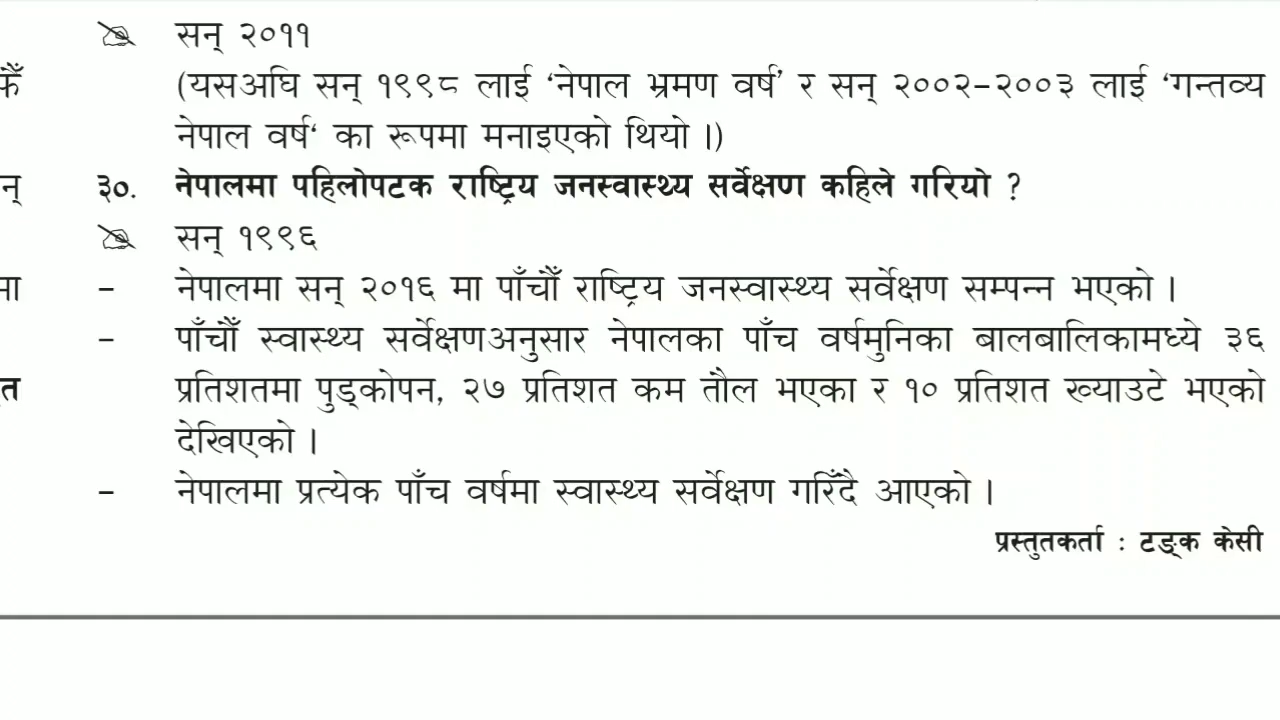 सन् २०११
फैँ (यसअघि सन् १९९८ लाई ‘नेपाल भ्रमण वर्ष’ र सन् २००२-२००३ लाई ‘गन्तव्य
नेपाल वर्ष‘ का रूपमा मनाइएको थियो ।)
न् ३०. नेपालमा पहिलोपटक राष्ट्रिय जनस्वास्थ्य सर्वेक्षण कहिले गरियो ?
सन् १९९६
मा – नेपालमा सन् २०१६ मा पाँचौँ राष्ट्रिय जनस्वास्थ्य सर्वेक्षण सम्पन्न भएको ।
– पाँचौँ स्वास्थ्य सर्वेक्षणअनुसार नेपालका पाँच वर्षमुनिका बालबालिकामध्ये ३६
त प्रतिशतमा पुड्कोपन, २७ प्रतिशत कम तौल भएका र १० प्रतिशत ख्याउटे भएको
देखिएको ।
– नेपालमा प्रत्येक पाँच वर्षमा स्वास्थ्य सर्वेक्षण गरिँदै आएको ।
प्रस्तुतकर्ता : टङ्क केसी